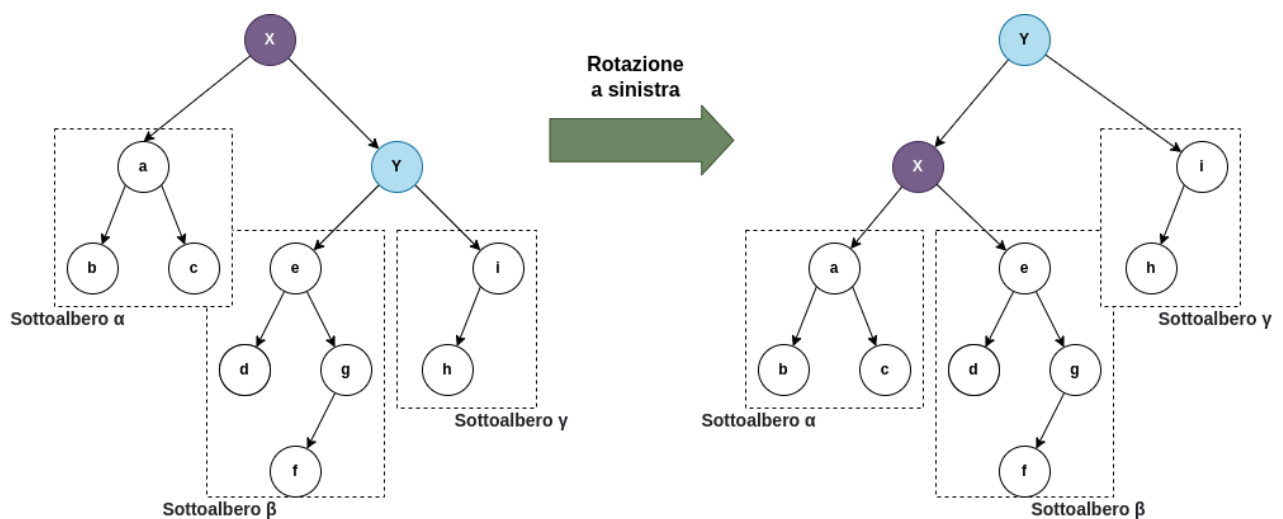 X
Rotazione
a sinistra
Y
a
Y
X
i
b
c
e
i
a
e
h
Sottoalbero α
Sottoalbero γ
d
g
h
b
c
d
g
Sottoalbero γ
Sottoalbero α
f
f
Sottoalbero β
Sottoalbero β